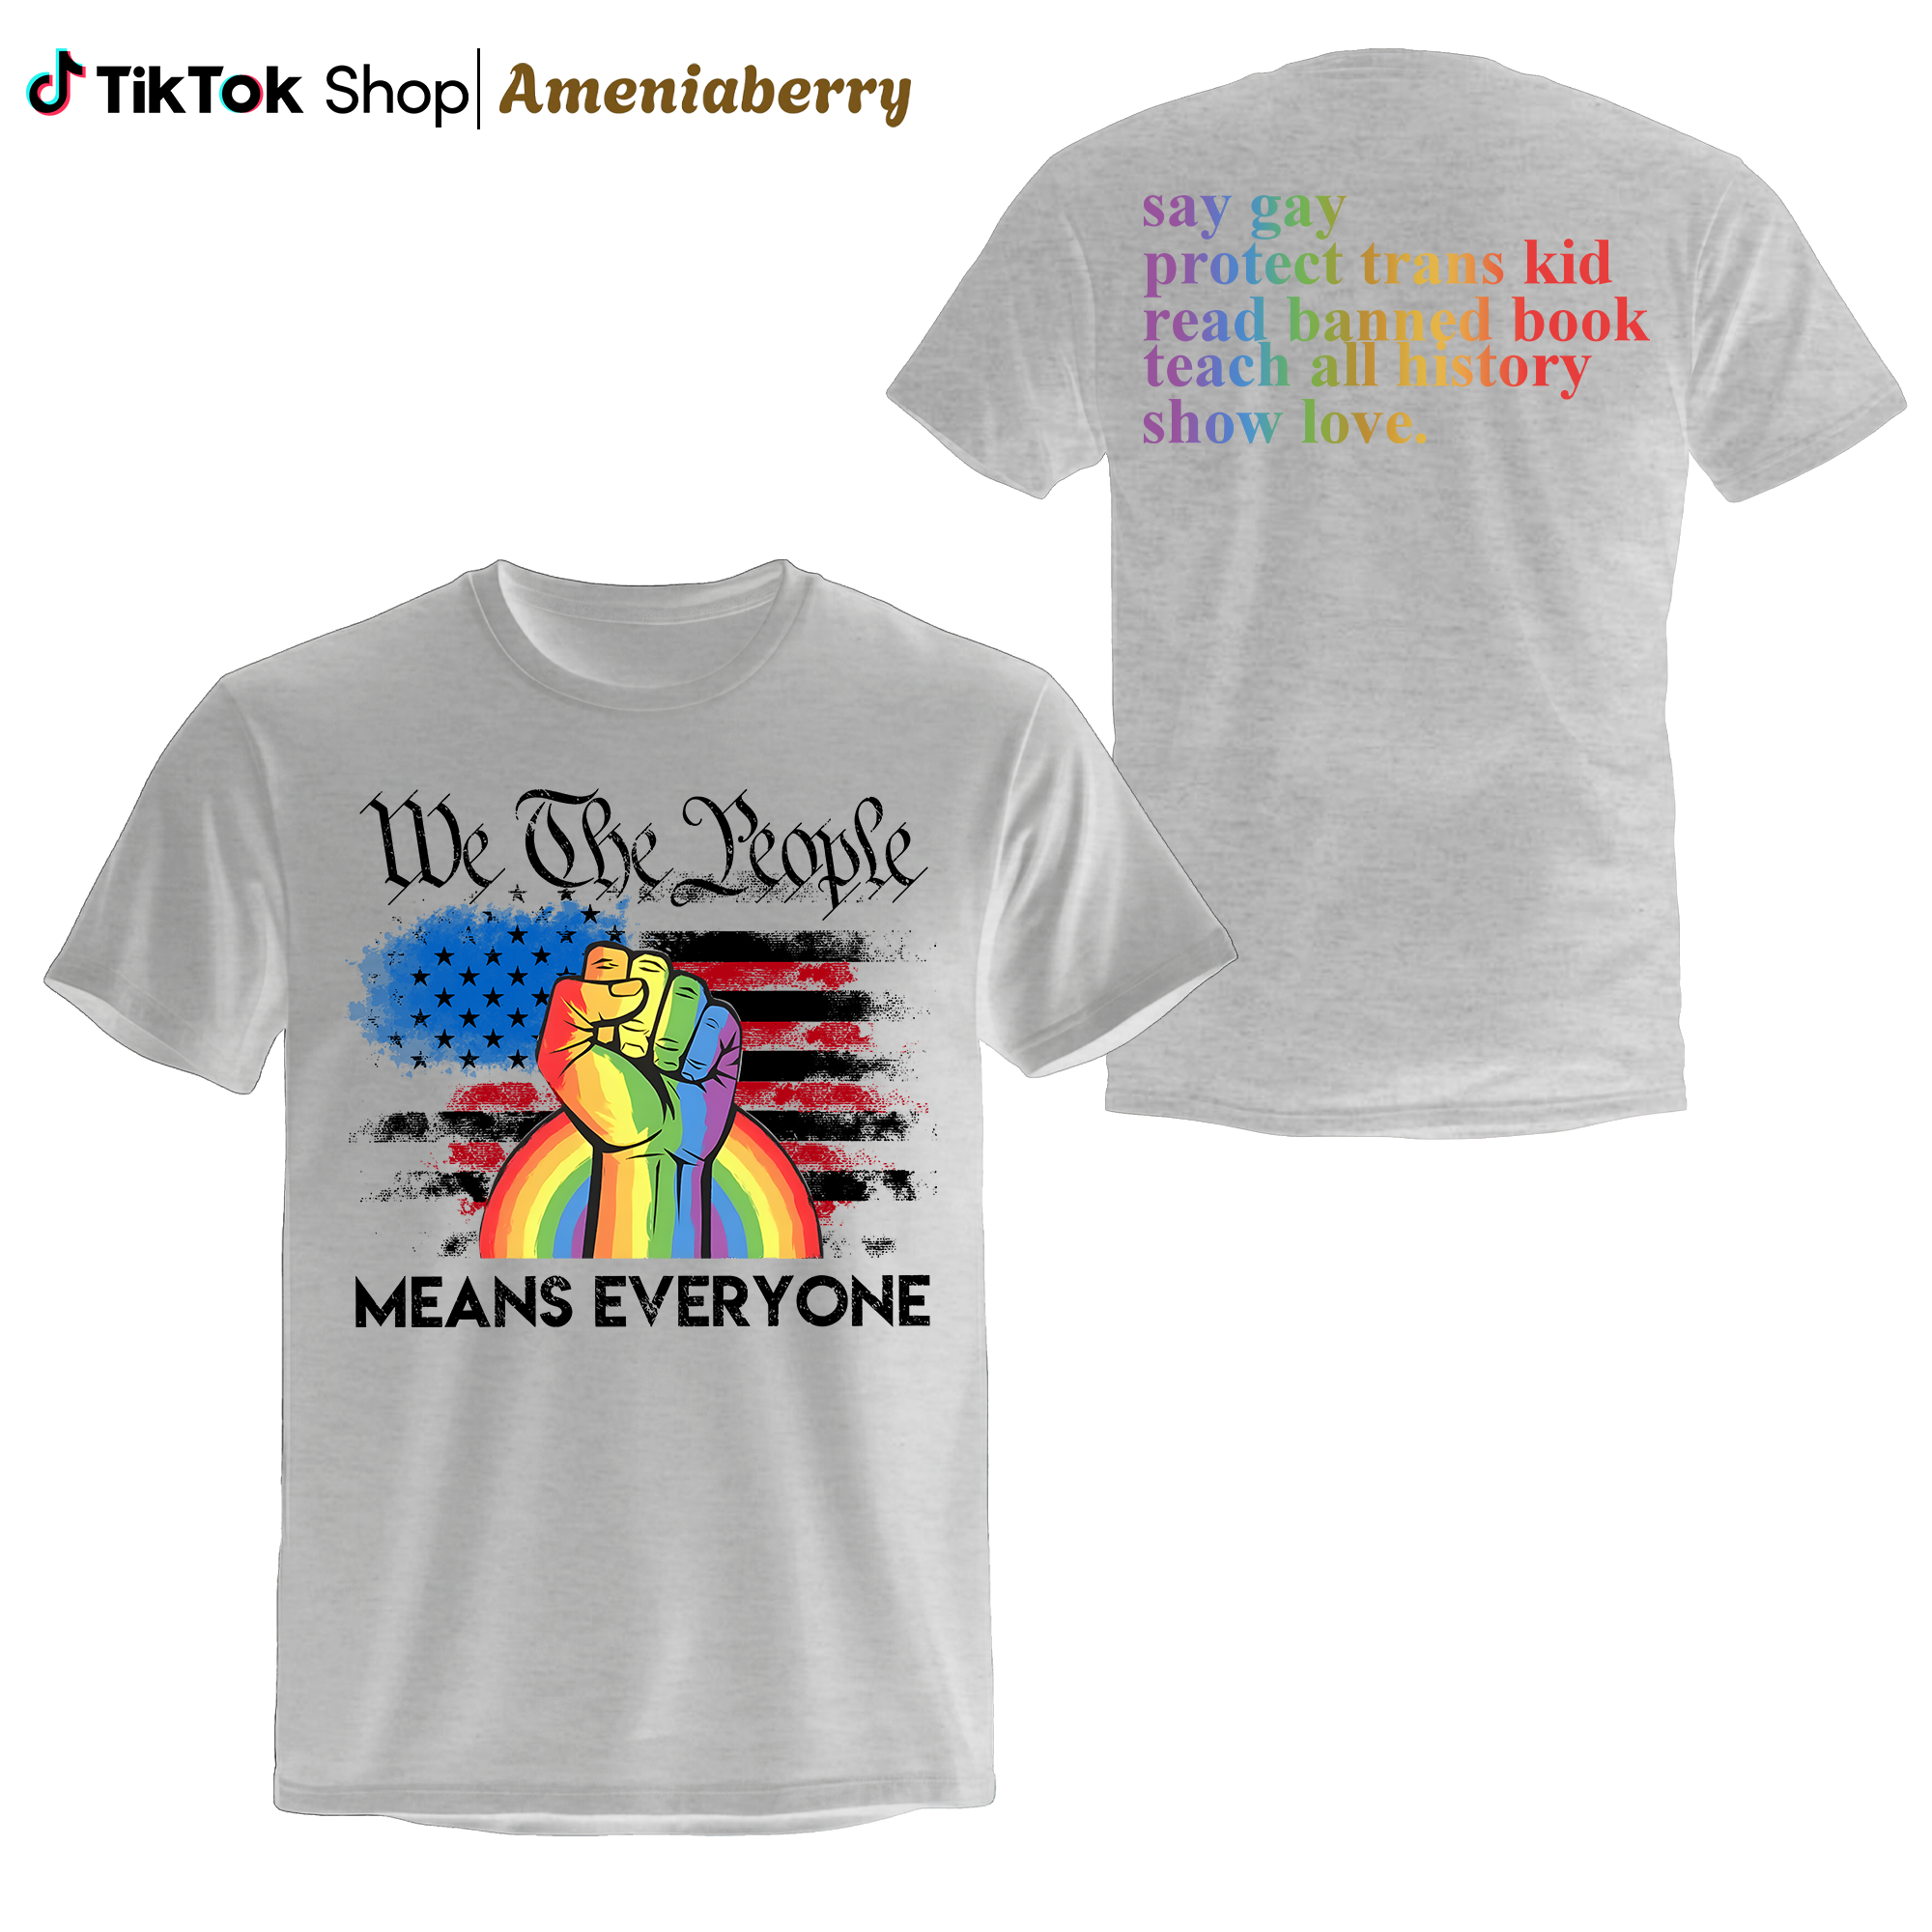 TikTok Shop | Ameniaberry
say gay
protect trans kid
read banned book
teach all history
show love.
We The People
MEANS EVERYONE